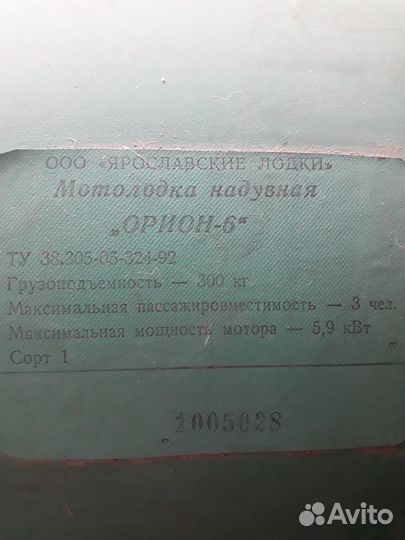 ООО «ЯРОСЛАВСКИЕ ЛОДКИ»
Мотолодка надувная
„ОРИОН-6“
ТУ 38.305-05-324-92
Грузоподъемность — 300 кг
Максимальная пассажировместимость — 3 чел.
Максимальная мощность мотора — 5,9 кВт
Сорт 1
1005028
Avito